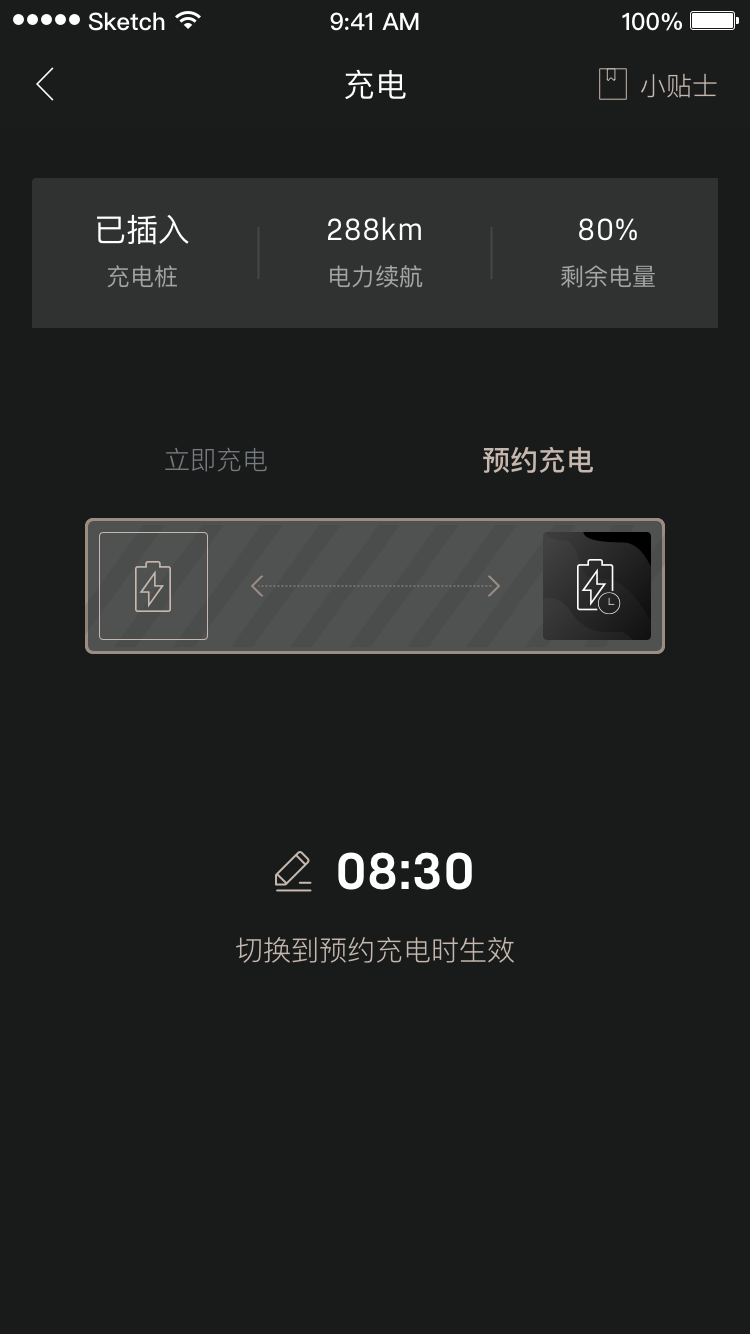 Sketch 9:41 AM 100%
充电 小贴士
已插入 288km 80%
充电桩 电力续航 剩余电量
立即充电 预约充电
08:30
切换到预约充电时生效